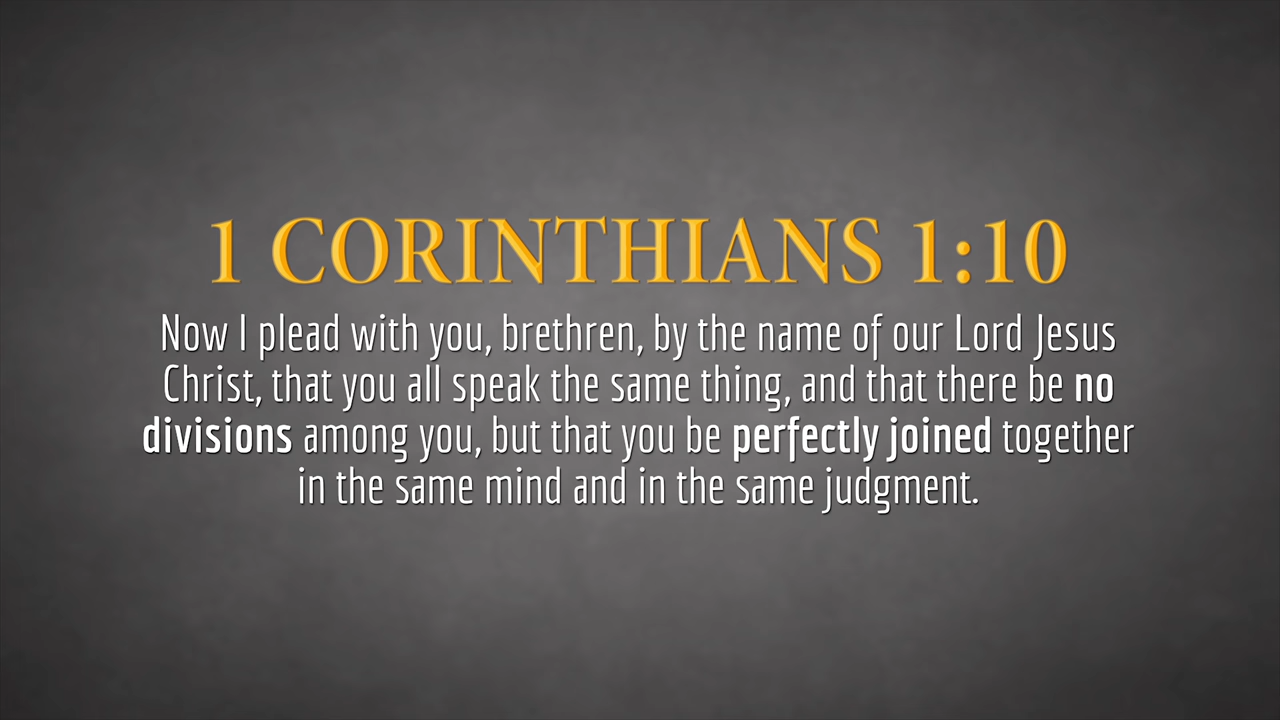 1 CORINTHIANS 1:10
Now I plead with you, brethren, by the name of our Lord Jesus
Christ, that you all speak the same thing, and that there be no
divisions among you, but that you be perfectly joined together
in the same mind and in the same judgment.